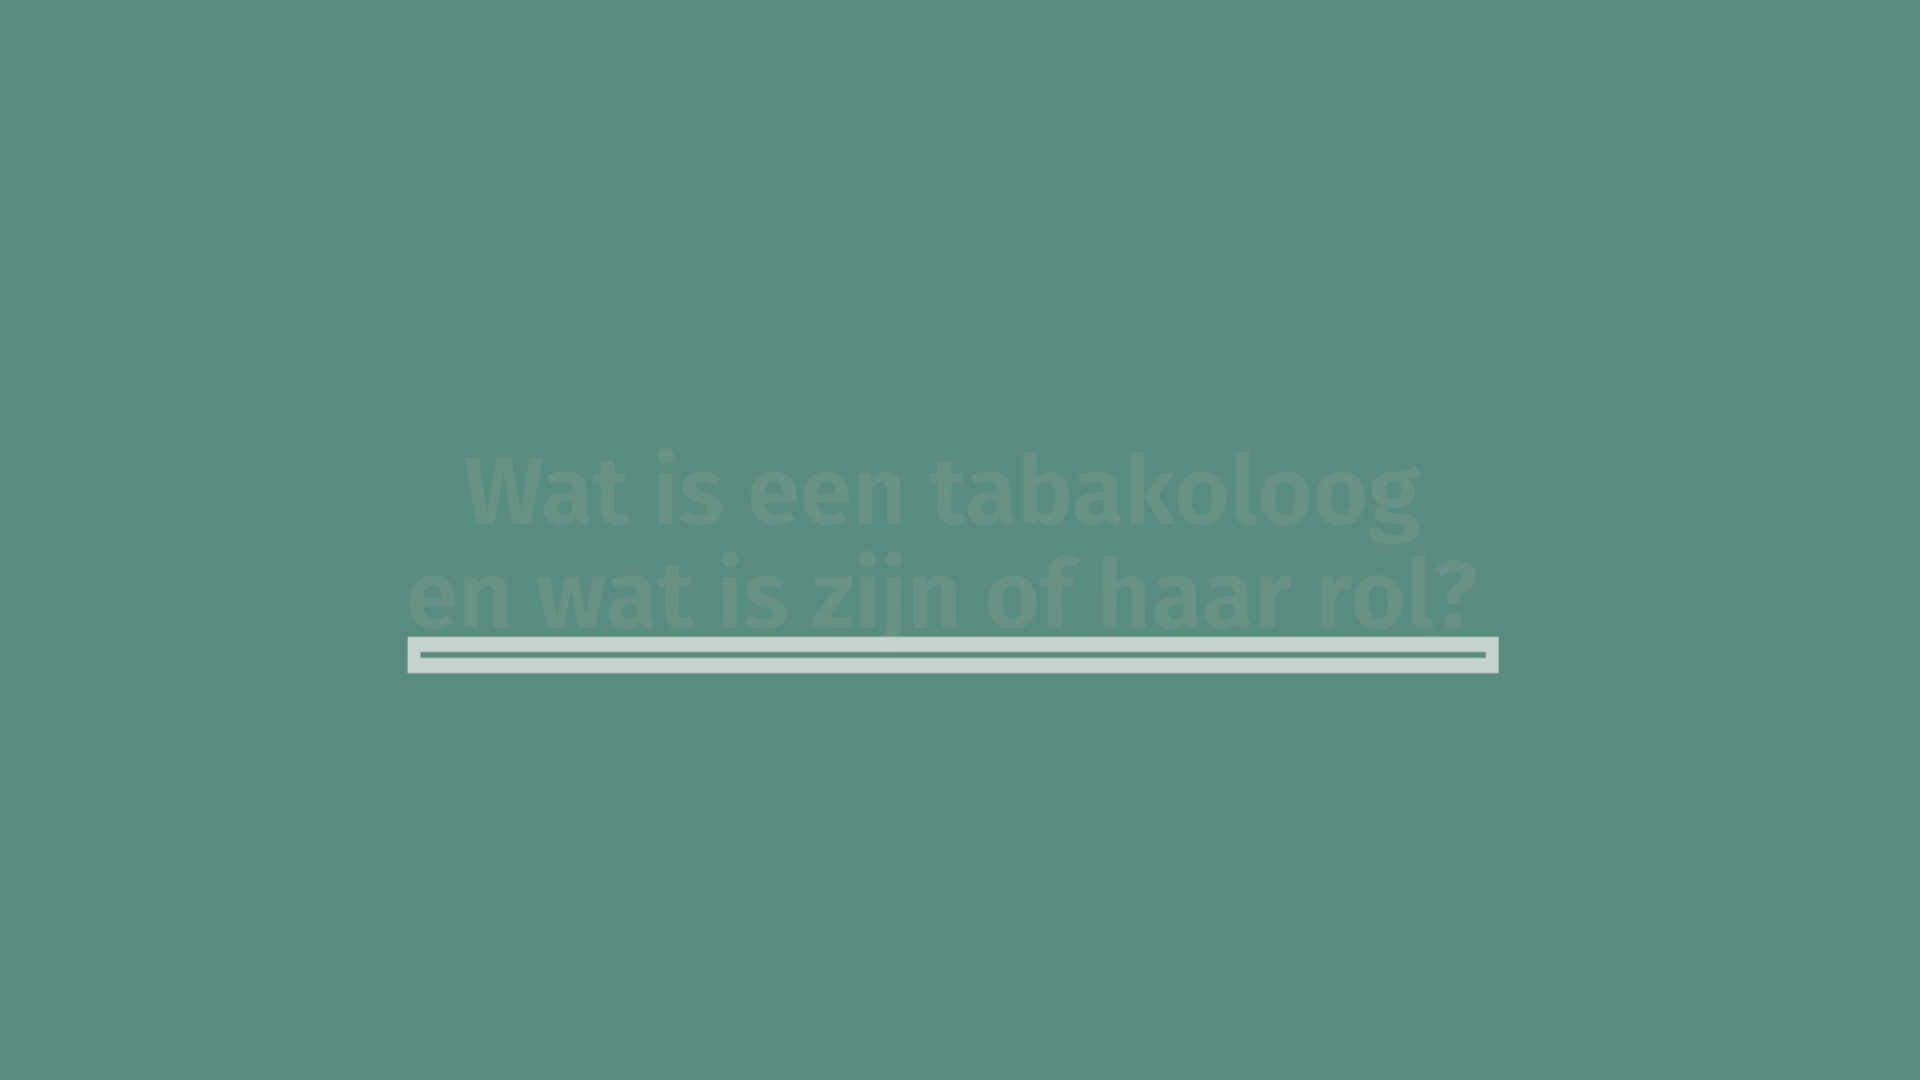 Wat is een tabakoloog
en wat is zijn of haar rol?